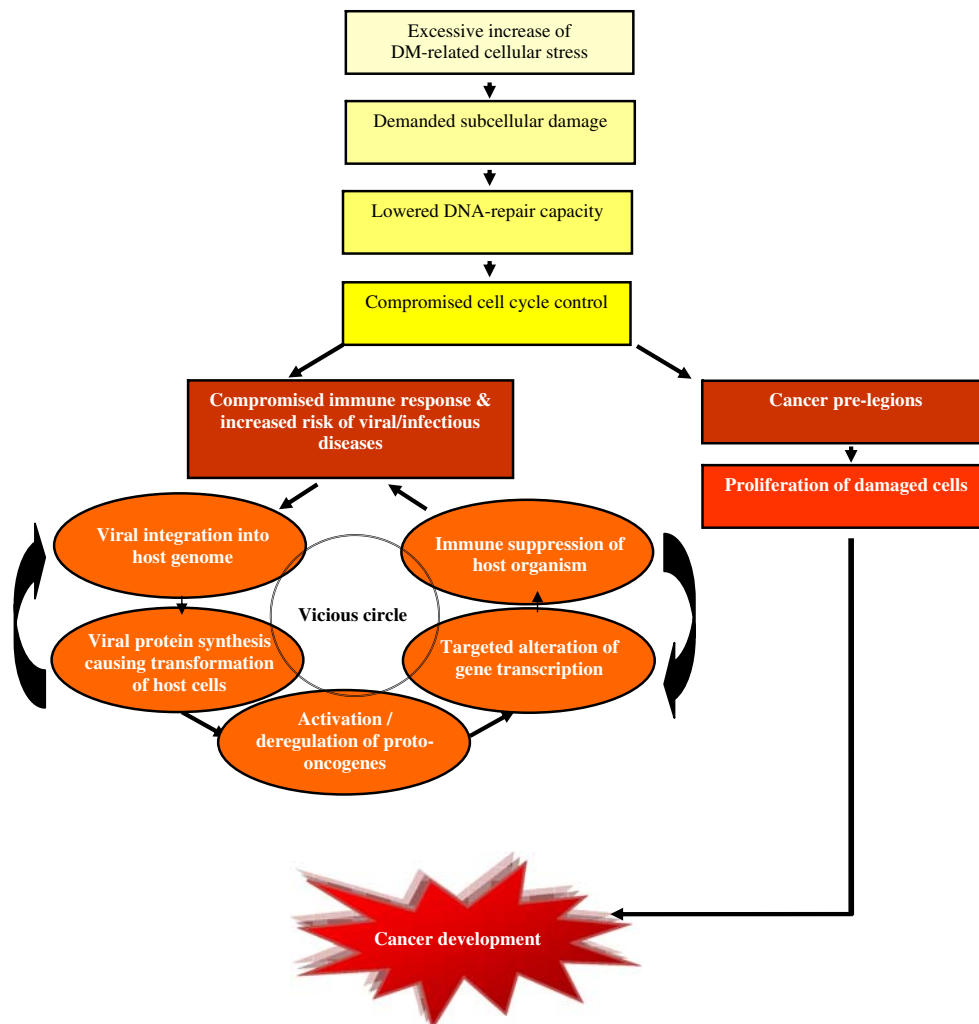 Excessive increase of
DM-related cellular stress
Demanded subcellular damage
Lowered DNA-repair capacity
Compromised cell cycle control
Compromised immune response &
increased risk of viral/infectious
diseases
Cancer pre-legions
Proliferation of damaged cells
Viral integration into
host genome
Immune suppression of
host organism
Vicious circle
Viral protein synthesis
causing transformation
of host cells
Targeted alteration of
gene transcription
Activation /
deregulation of proto-
oncogenes
Cancer development